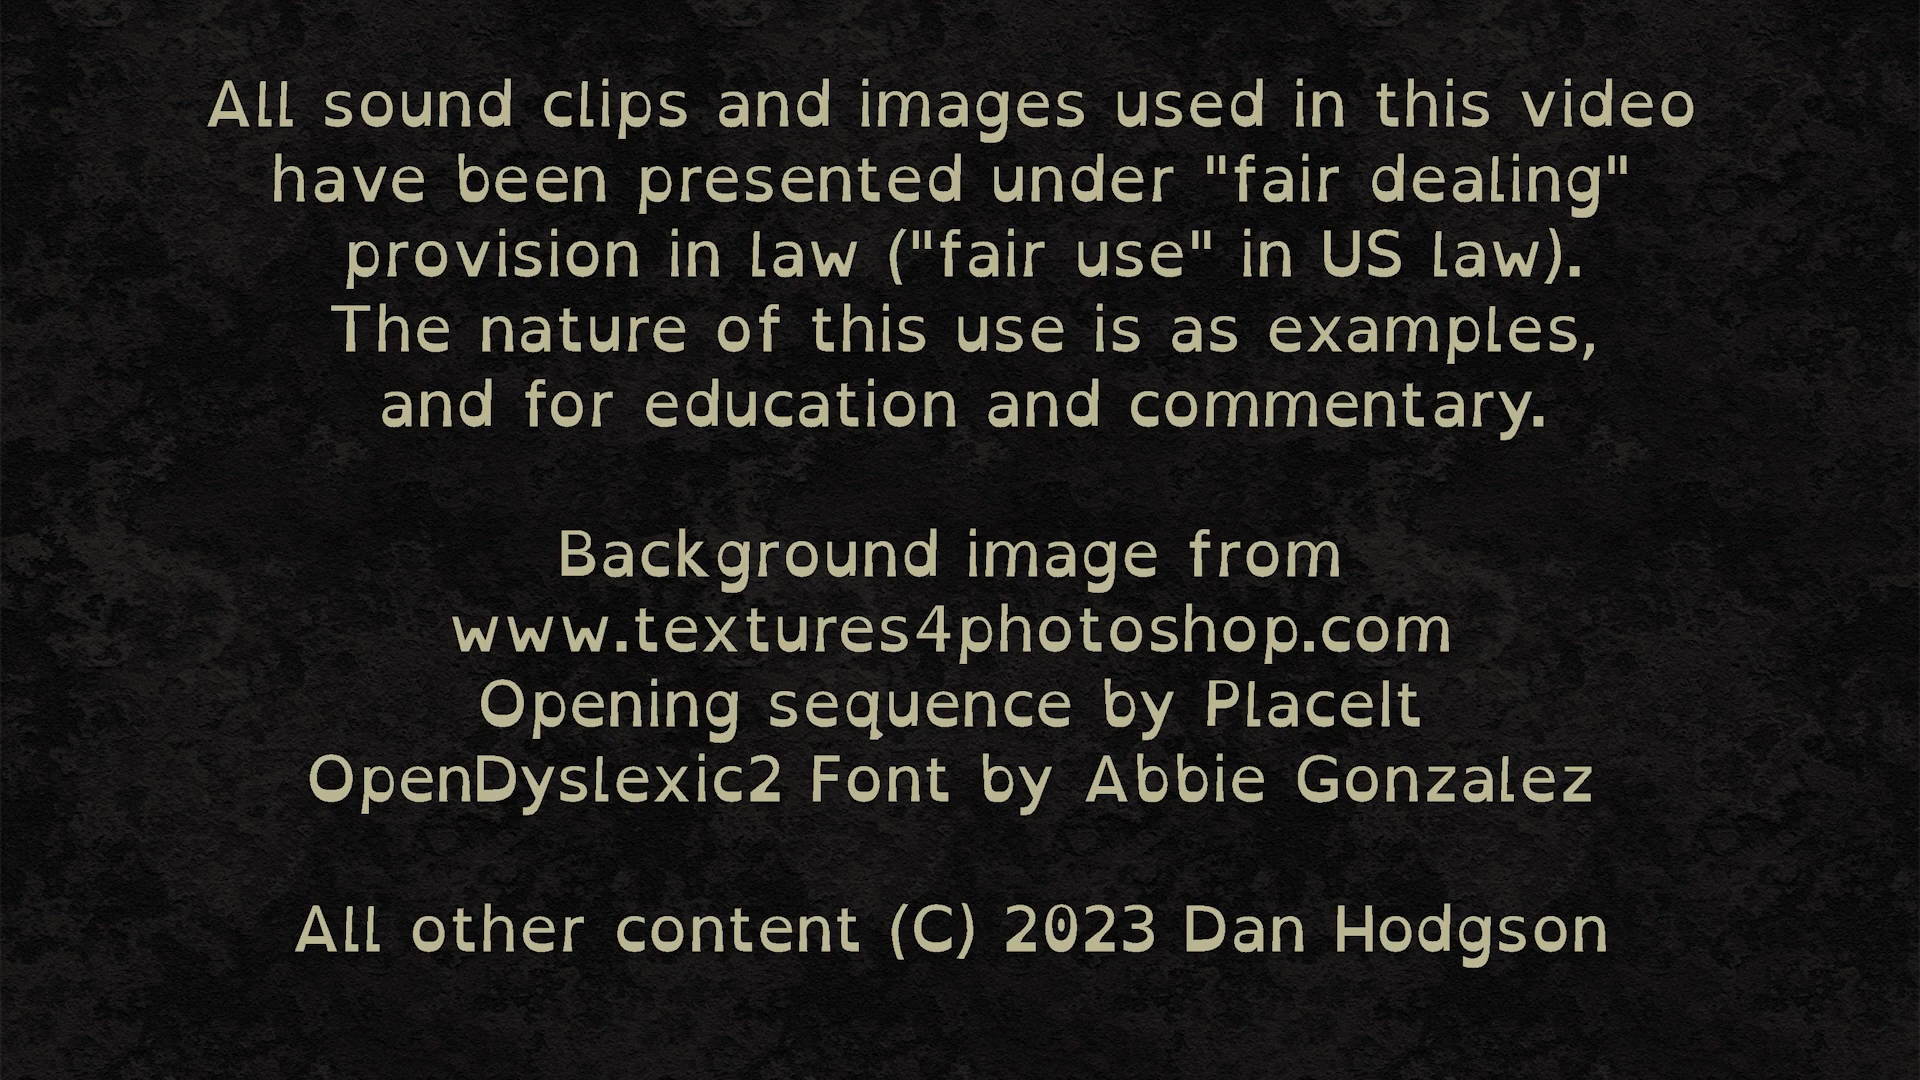 All sound clips and images used in this video
have been presented under "fair dealing"
provision in law ("fair use" in US law).
The nature of this use is as examples,
and for education and commentary.
Background image from
www.textures4photoshop.com
Opening sequence by PlaceIt
OpenDyslexic2 Font by Abbie Gonzalez
All other content (C) 2023 Dan Hodgson